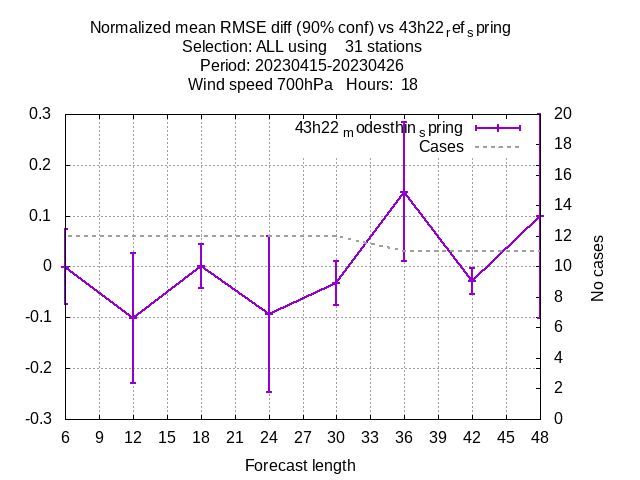 Normalized mean RMSE diff (90% conf) vs 43h22refspring
Selection: ALL using    31 stations
Period: 20230415-20230426
Wind speed 700hPa   Hours:  18
43h22modesthinspring
Cases
0.3
0.2
0.1
0
-0.1
-0.2
-0.3
20
18
16
14
12
10
8
6
4
2
0
No cases
6 9 12 15 18 21 24 27 30 33 36 39 42 45 48
Forecast length